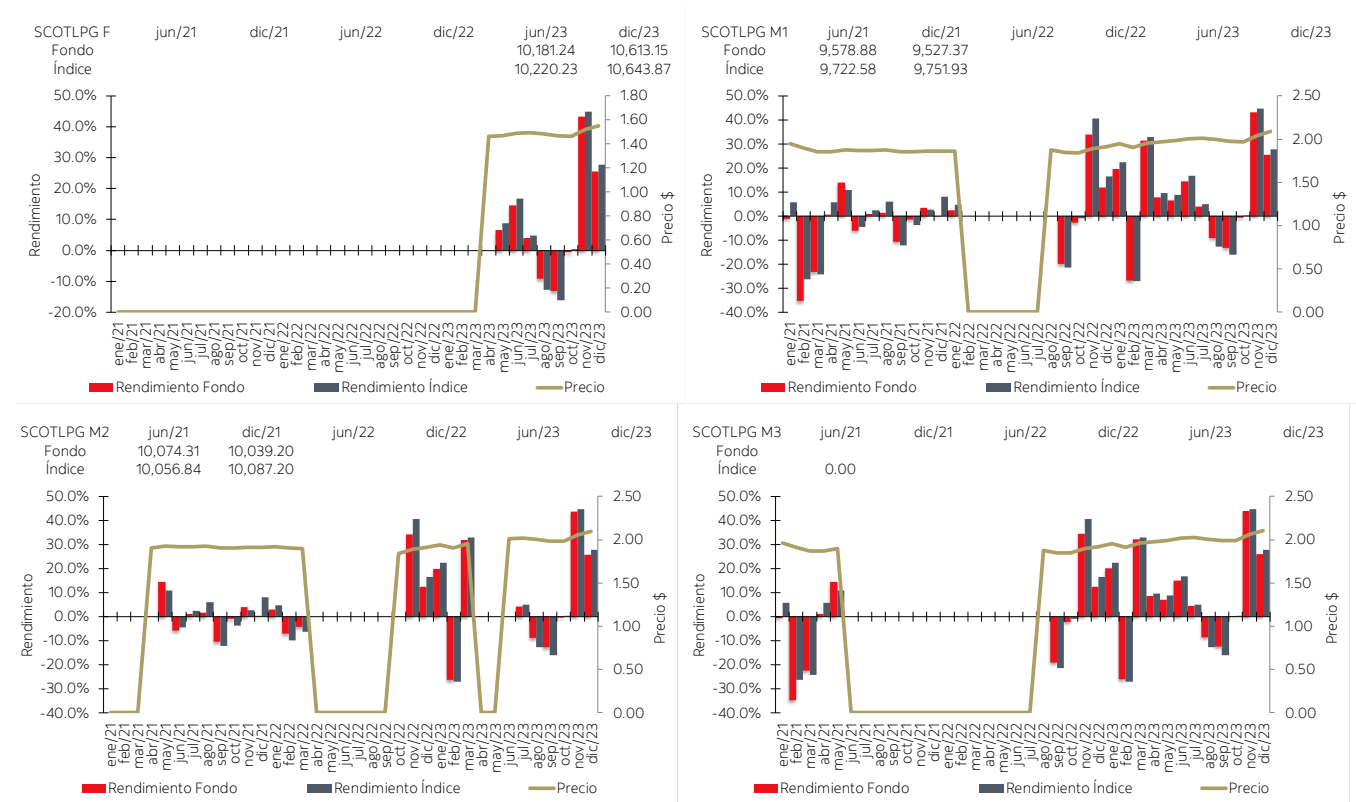 SCOTLPG F jun/21 dic/21 jun/22 dic/22 jun/23 dic/23
Fondo 10,181.24 10,613.15
Índice 10,220.23 10,643.87
50.0% 1.80
40.0% 1.60
30.0% 1.40
20.0% 1.20
10.0% 1.00
0.0% 0.80
-10.0% 0.60
-20.0% 0.40
0.20
0.00
Rendimiento
Precio $
ene/21 feb/21 mar/21 abr/21 may/21 jun/21 jul/21 ago/21 sep/21 oct/21 nov/21 dic/21 ene/22 feb/22 mar/22 abr/22 may/22 jun/22 jul/22 ago/22 sep/22 oct/22 nov/22 dic/22 ene/23 feb/23 mar/23 abr/23 may/23 jun/23 jul/23 ago/23 sep/23 oct/23 nov/23 dic/23
Rendimiento Fondo Rendimiento Índice Precio
SCOTLPG M1 jun/21 dic/21 jun/22 dic/22 jun/23 dic/23
Fondo 9,578.88 9,527.37
Índice 9,722.58 9,751.93
50.0% 2.50
40.0%
30.0% 2.00
20.0%
10.0% 1.50
0.0%
-10.0% 1.00
-20.0%
-30.0% 0.50
-40.0% 0.00
Rendimiento
Precio $
ene/21 feb/21 mar/21 abr/21 may/21 jun/21 jul/21 ago/21 sep/21 oct/21 nov/21 dic/21 ene/22 feb/22 mar/22 abr/22 may/22 jun/22 jul/22 ago/22 sep/22 oct/22 nov/22 dic/22 ene/23 feb/23 mar/23 abr/23 may/23 jun/23 jul/23 ago/23 sep/23 oct/23 nov/23 dic/23
Rendimiento Fondo Rendimiento Índice Precio
SCOTLPG M2 jun/21 dic/21 jun/22 dic/22 jun/23 dic/23
Fondo 10,074.31 10,039.20
Índice 10,056.84 10,087.20
50.0% 2.50
40.0%
30.0% 2.00
20.0%
10.0% 1.50
0.0%
-10.0% 1.00
-20.0%
-30.0% 0.50
-40.0% 0.00
Rendimiento
Precio $
ene/21 feb/21 mar/21 abr/21 may/21 jun/21 jul/21 ago/21 sep/21 oct/21 nov/21 dic/21 ene/22 feb/22 mar/22 abr/22 may/22 jun/22 jul/22 ago/22 sep/22 oct/22 nov/22 dic/22 ene/23 feb/23 mar/23 abr/23 may/23 jun/23 jul/23 ago/23 sep/23 oct/23 nov/23 dic/23
Rendimiento Fondo Rendimiento Índice Precio
SCOTLPG M3 jun/21 dic/21 jun/22 dic/22 jun/23 dic/23
Fondo
Índice 0.00
50.0% 2.50
40.0%
30.0% 2.00
20.0%
10.0% 1.50
0.0%
-10.0% 1.00
-20.0%
-30.0% 0.50
-40.0% 0.00
Rendimiento
Precio $
ene/21 feb/21 mar/21 abr/21 may/21 jun/21 jul/21 ago/21 sep/21 oct/21 nov/21 dic/21 ene/22 feb/22 mar/22 abr/22 may/22 jun/22 jul/22 ago/22 sep/22 oct/22 nov/22 dic/22 ene/23 feb/23 mar/23 abr/23 may/23 jun/23 jul/23 ago/23 sep/23 oct/23 nov/23 dic/23
Rendimiento Fondo Rendimiento Índice Precio